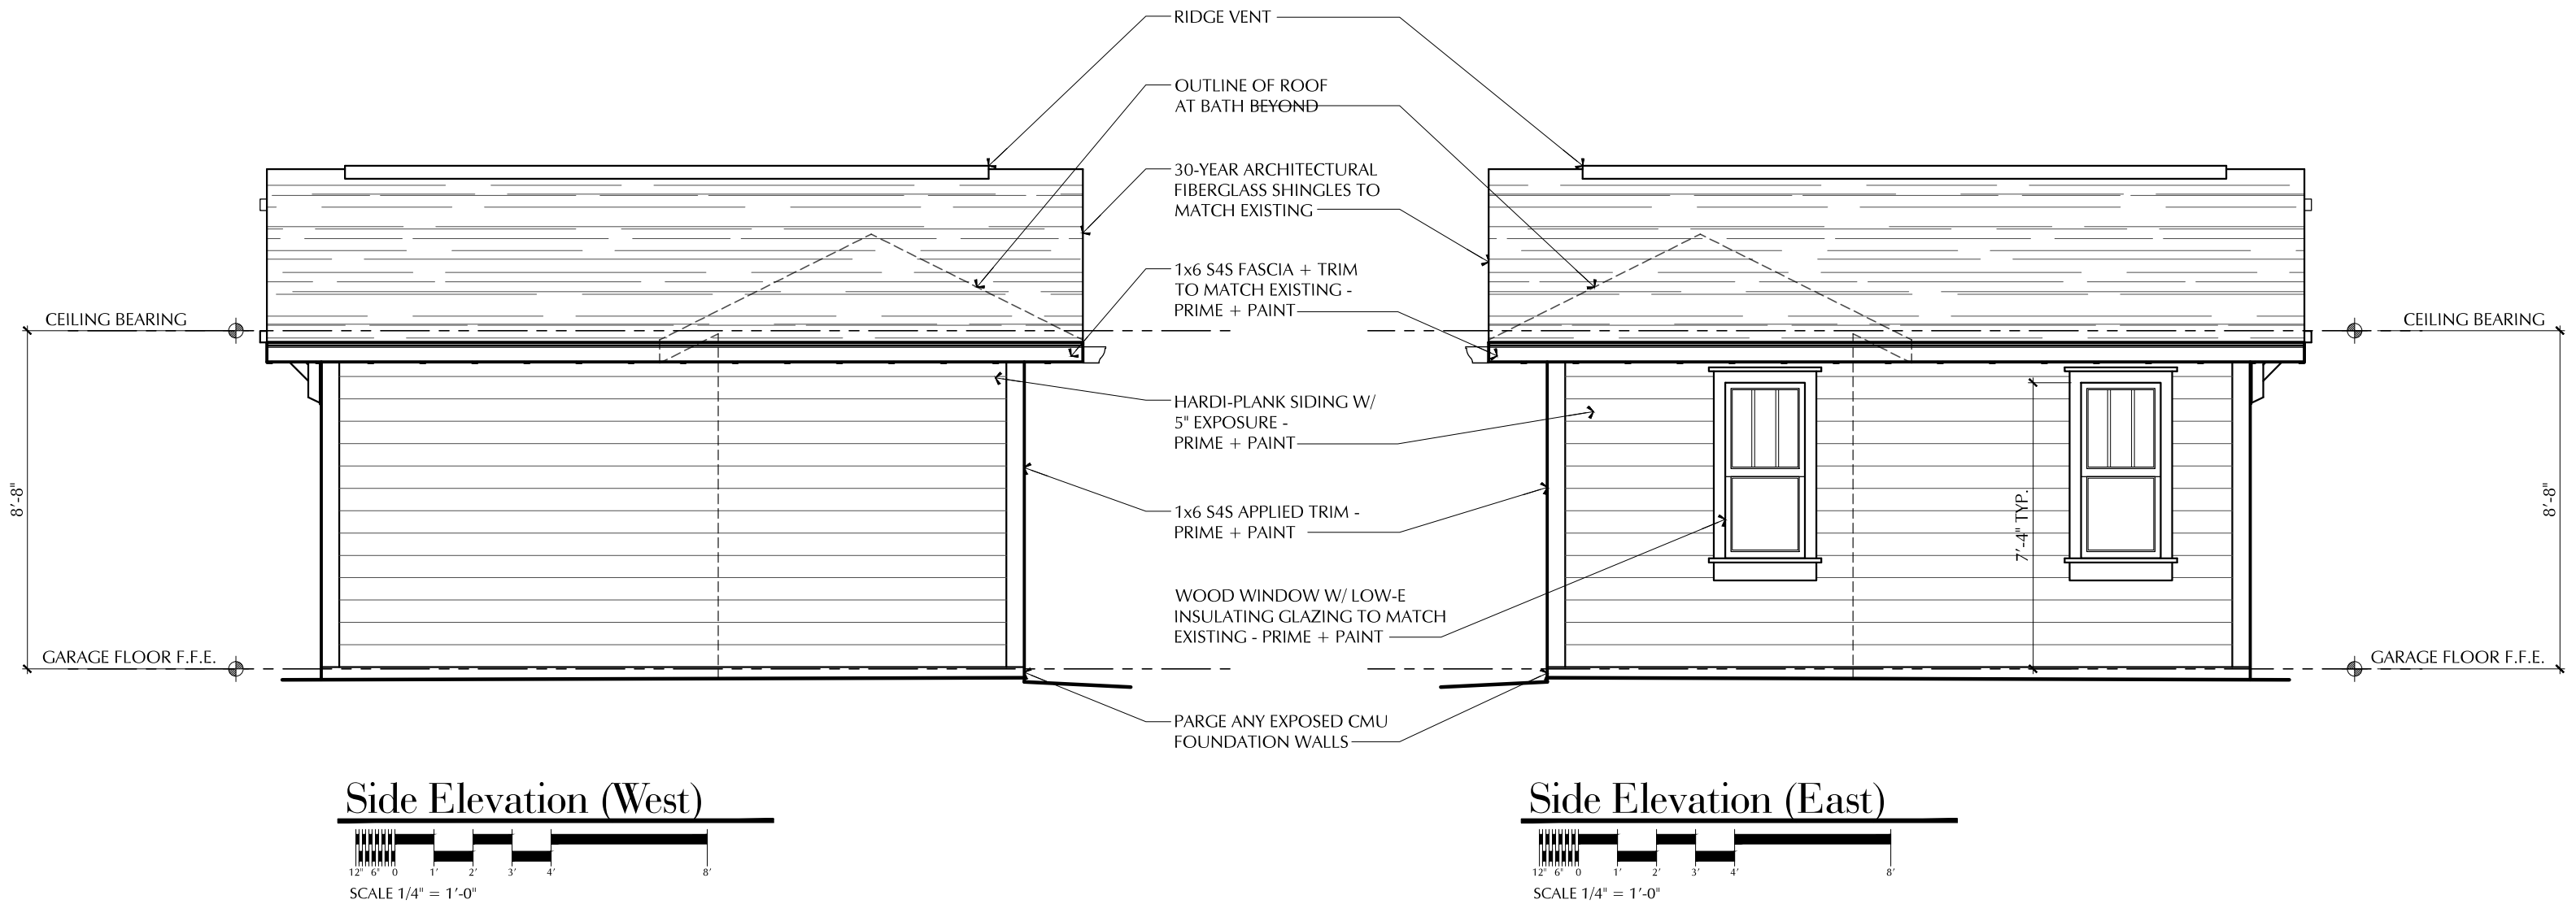 RIDGE VENT
OUTLINE OF ROOF
AT BATH BEYOND
30-YEAR ARCHITECTURAL
FIBERGLASS SHINGLES TO
MATCH EXISTING
1x6 S4S FASCIA + TRIM
TO MATCH EXISTING -
PRIME + PAINT
CEILING BEARING
CEILING BEARING
HARDI-PLANK SIDING W/
5" EXPOSURE -
PRIME + PAINT
8'-8"
7'-4" TYP.
8'-8"
1x6 S4S APPLIED TRIM -
PRIME + PAINT
WOOD WINDOW W/ LOW-E
INSULATING GLAZING TO MATCH
EXISTING - PRIME + PAINT
GARAGE FLOOR F.F.E.
GARAGE FLOOR F.F.E.
PARGE ANY EXPOSED CMU
FOUNDATION WALLS
Side Elevation (West)
12" 6" 0 1' 2' 3' 4' 8'
SCALE 1/4" = 1'-0"
Side Elevation (East)
12" 6" 0 1' 2' 3' 4' 8'
SCALE 1/4" = 1'-0"